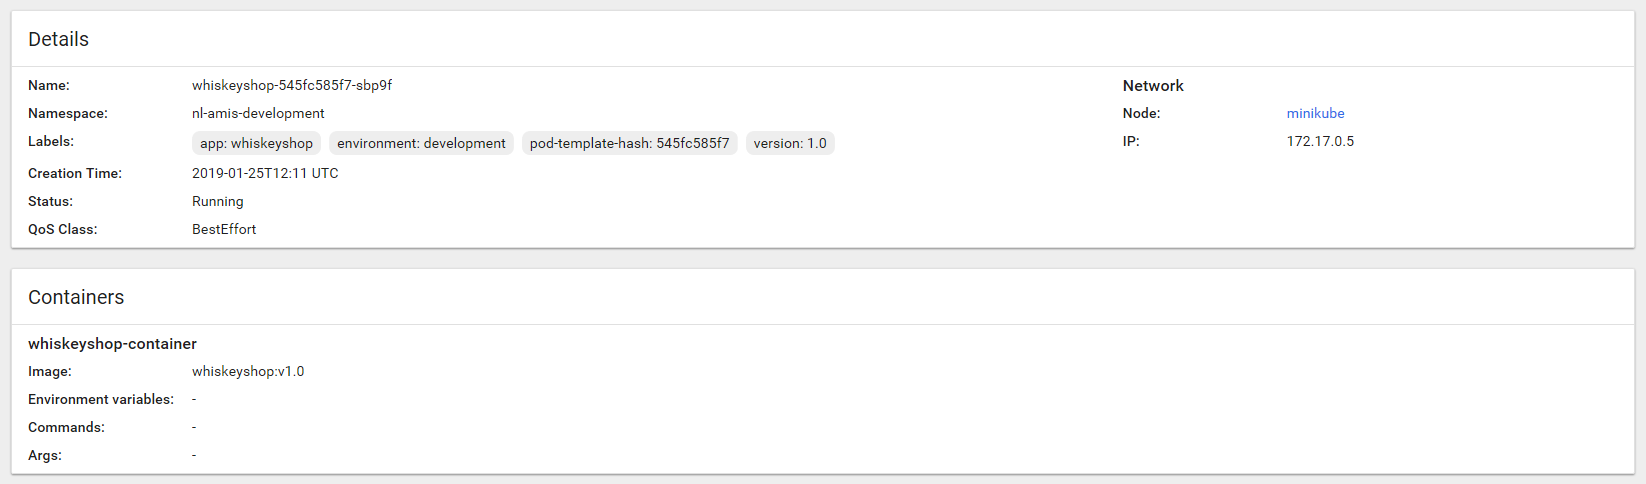 Details
Name: whiskeyshop-545fc585f7-sbp9f
Namespace: nl-amis-development
Labels: app: whiskeyshop environment: development pod-template-hash: 545fc585f7 version: 1.0
Creation Time: 2019-01-25T12:11 UTC
Status: Running
QoS Class: BestEffort
Network
Node: minikube
IP: 172.17.0.5
Containers
whiskeyshop-container
Image: whiskeyshop:v1.0
Environment variables: -
Commands: -
Args: -